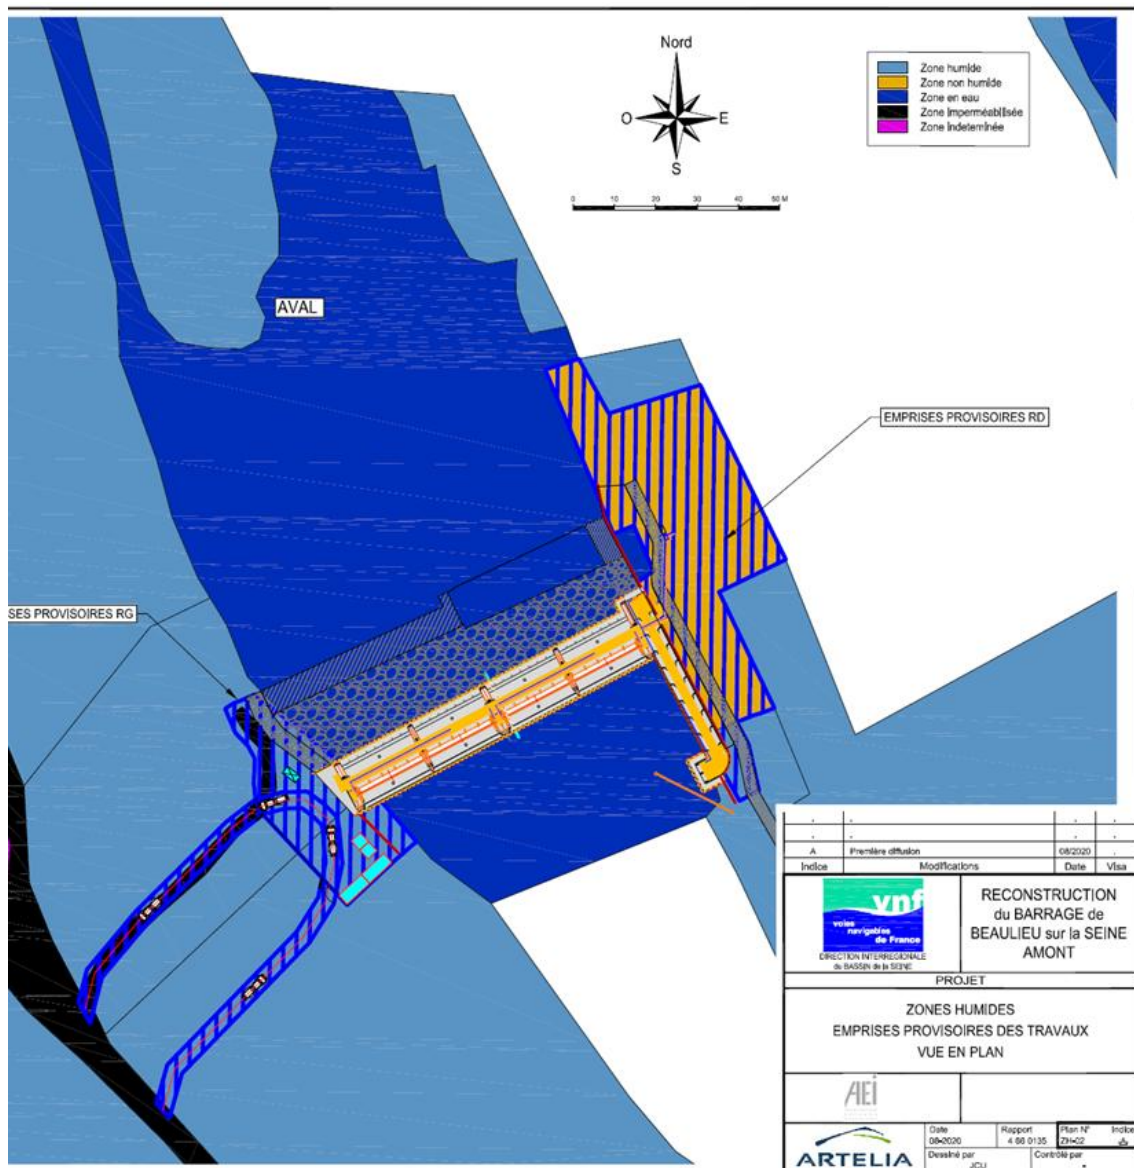 Nord
O
E
S
0 10 20 30 40 50 M
Zone humide
Zone non humide
Zone en eau
Zone imperméabilisée
Zone indeteminée
AVAL
EMPRISES PROVISOIRES RD
SES PROVISOIRES RG
A Première diffusion 08/2020
Indice Modifications Date Visa
vnf
voies
navigables
de France
DIRECTION INTERREGIONALE
du BASSIN de la SEINE
RECONSTRUCTION
du BARRAGE de
BEAULIEU sur la SEINE
AMONT
PROJET
ZONES HUMIDES
EMPRISES PROVISOIRES DES TRAVAUX
VUE EN PLAN
AEI
ARTELIA
Date
08-2020
Rapport
4 66 0135
Plan N°
ZH-02
Indice
Dessiné par
JCU
Contrôlé par